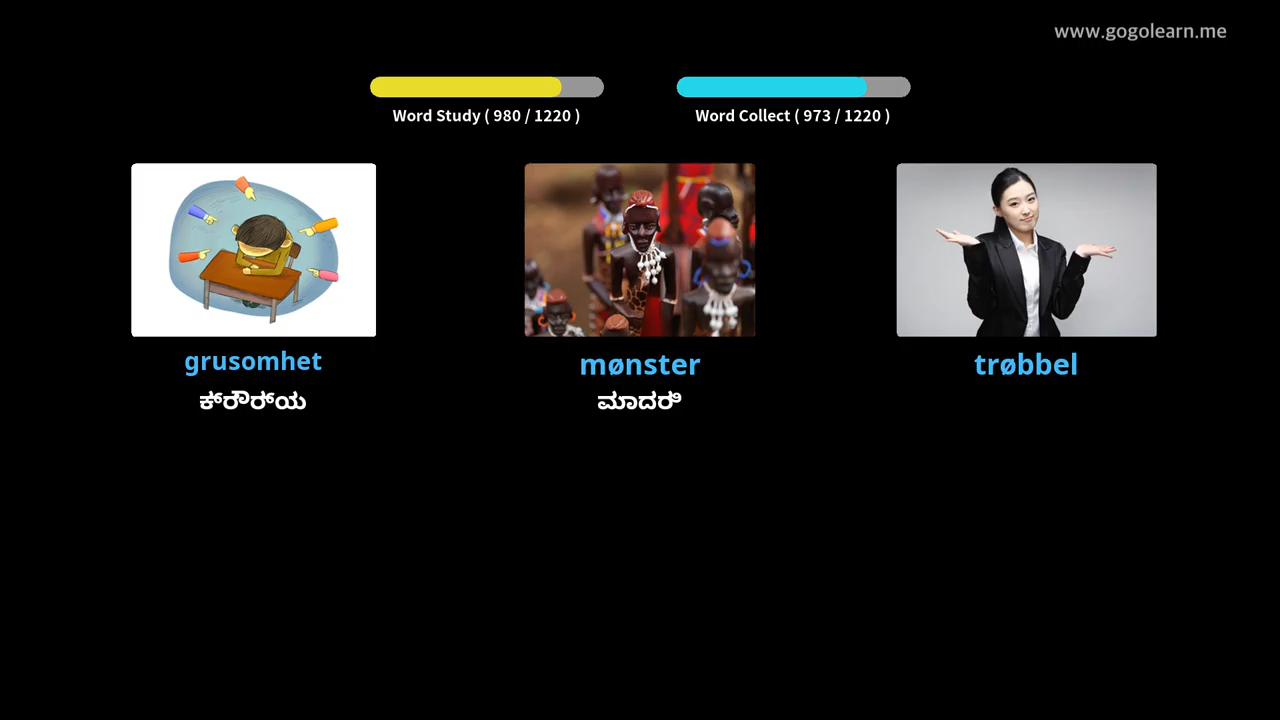 www.gogolearn.me
Word Study ( 980 / 1220 )
Word Collect ( 973 / 1220 )
grusomhet
mønster
trøbbel
ಕ್ರೌರ್ಯ
ಮಾದರಿ